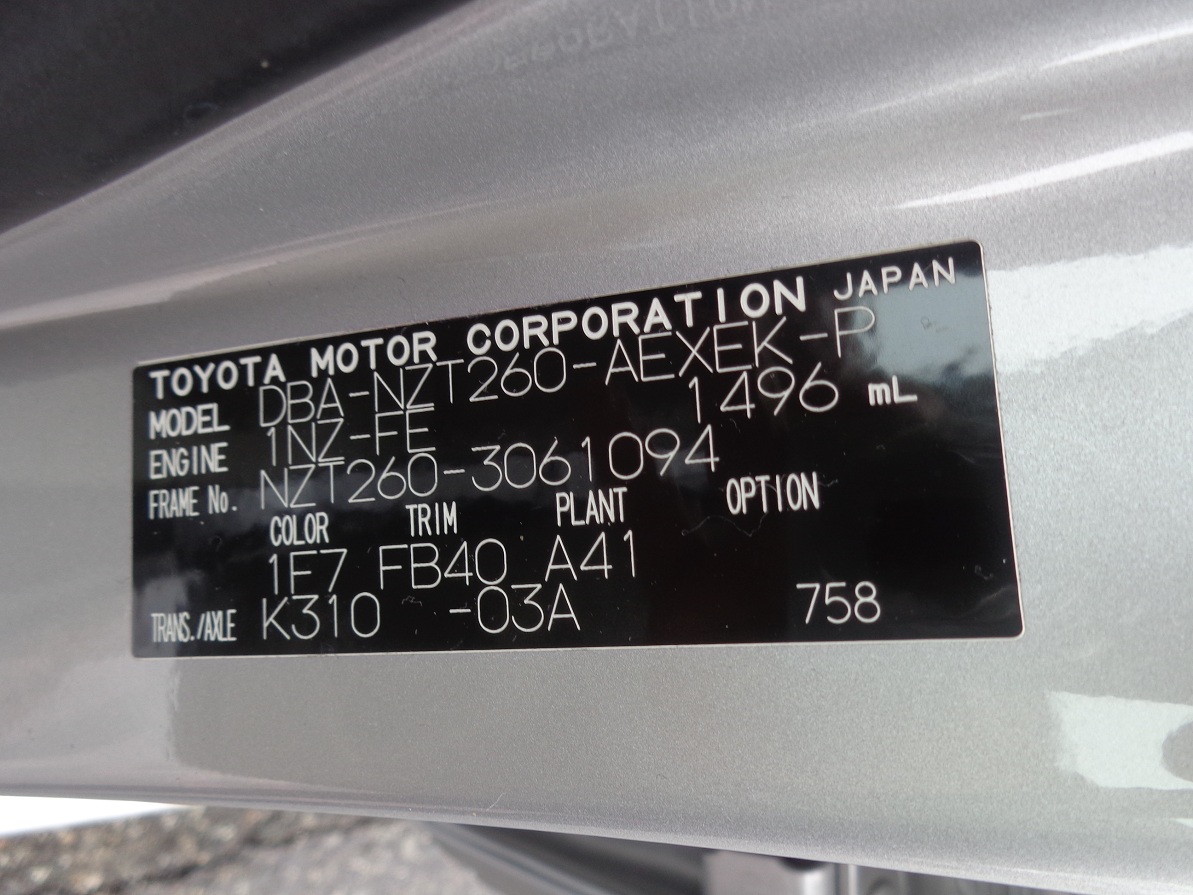 TOYOTA MOTOR CORPORATION JAPAN
MODEL DBA-NZT260-AEXEK-P
ENGINE 1NZ-FE 1496 mL
FRAME No. NZT260-3061094
COLOR TRIM PLANT OPTION
1F7 FB40 A41
TRANS./AXLE K310 -03A 758